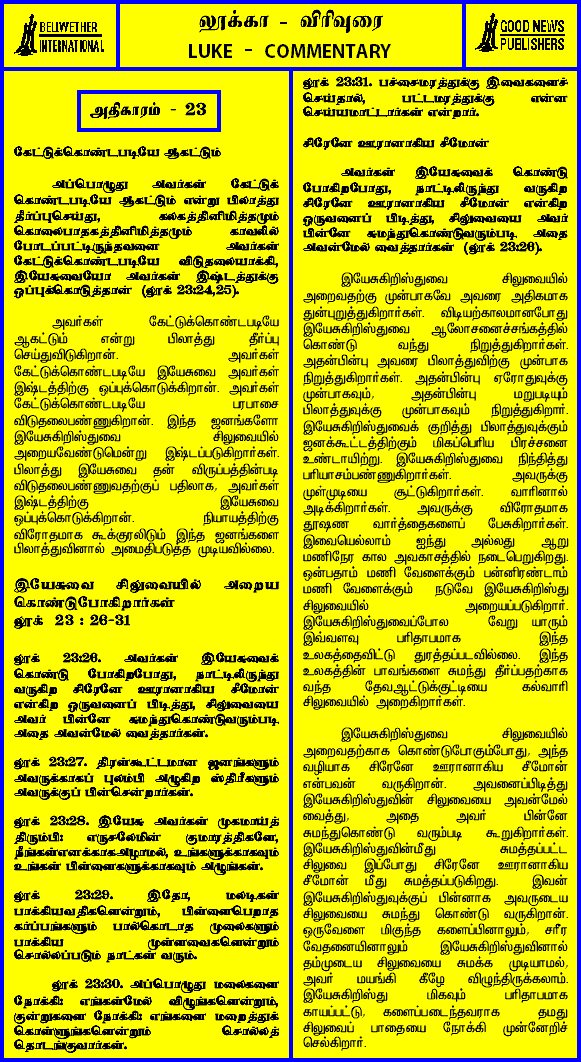 BELLWETHER
INTERNATIONAL
லூக்கா - விரிவுரை
LUKE - COMMENTARY
GOOD NEWS
PUBLISHERS
அதிகாரம் - 23
கேட்டுக்கொண்டபடியே ஆகட்டும்
அப்பொழுது அவர்கள் கேட்டுக்
கொண்டபடியே ஆகட்டும் என்று பிலாத்து
தீர்ப்புசெய்து, கலகத்தினிமித்தமும்
கொலைபாதகத்தினிமித்தமும் காவலில்
போடப்பட்டிருந்தவனை அவர்கள்
கேட்டுக்கொண்டபடியே விடுதலையாக்கி,
இயேசுவையோ அவர்கள் இஷ்டத்துக்கு
ஒப்புக்கொடுத்தான் (லூக் 23:24,25).
அவர்கள் கேட்டுக்கொண்டபடியே
ஆகட்டும் என்று பிலாத்து தீர்ப்பு
செய்துவிடுகிறான். அவர்கள்
கேட்டுக்கொண்டபடியே இயேசுவை அவர்கள்
இஷ்டத்திற்கு ஒப்புக்கொடுக்கிறான். அவர்கள்
கேட்டுக்கொண்டபடியே பரபாசை
விடுதலைபண்ணுகிறான். இந்த ஜனங்களோ
இயேசுகிறிஸ்துவை சிலுவையில்
அறையவேண்டுமென்று இஷ்டப்படுகிறார்கள்.
பிலாத்து இயேசுவை தன் விருப்பத்தின்படி
விடுதலைபண்ணுவதற்குப் பதிலாக, அவர்கள்
இஷ்டத்திற்கு இயேசுவை
ஒப்புக்கொடுக்கிறான். நியாயத்திற்கு
விரோதமாக கூக்குரலிடும் இந்த ஜனங்களை
பிலாத்துவினால் அமைதிபடுத்த முடியவில்லை.
இயேசுவை சிலுவையில் அறைய
கொண்டுபோகிறார்கள்
லூக் 23 : 26-31
லூக் 23:26. அவர்கள் இயேசுவைக்
கொண்டு போகிறபோது, நாட்டிலிருந்து
வருகிற சிரேனே ஊரானாகிய சீமோன்
என்கிற ஒருவனைப் பிடித்து, சிலுவையை
அவர் பின்னே சுமந்துகொண்டுவரும்படி
அதை அவன்மேல் வைத்தார்கள்.
லூக் 23:27. திரள்கூட்டமான ஜனங்களும்
அவருக்காகப் புலம்பி அழுகிற ஸ்திரீகளும்
அவருக்குப் பின்சென்றார்கள்.
லூக் 23:28. இயேசு அவர்கள் முகமாய்த்
திரும்பி: எருசலேமின் குமாரத்திகளே,
நீங்கள்எனக்காகஅழாமல், உங்களுக்காகவும்
உங்கள் பிள்ளைகளுக்காகவும் அழுங்கள்.
லூக் 23:29. இதோ, மலடிகள்
பாக்கியவதிகளென்றும், பிள்ளைபெறாத
கர்ப்பங்களும் பால்கொடாத முலைகளும்
பாக்கிய முள்ளவைகளென்றும்
சொல்லப்படும் நாட்கள் வரும்.
லூக் 23:30. அப்பொழுது மலைகளை
நோக்கி: எங்கள்மேல் விழுங்களென்றும்,
குன்றுகளை நோக்கி: எங்களை மறைத்துக்
கொள்ளுங்களென்றும் சொல்லத்
தொடங்குவார்கள்.
லூக் 23:31. பச்சைமரத்துக்கு இவைகளைச்
செய்தால், பட்டமரத்துக்கு என்ன
செய்யமாட்டார்கள் என்றார்.
சிரேனே ஊரானாகிய சீமோன்
அவர்கள் இயேசுவைக் கொண்டு
போகிறபோது, நாட்டிலிருந்து வருகிற
சிரேனே ஊரானாகிய சீமோன் என்கிற
ஒருவனைப் பிடித்து, சிலுவையை அவர்
பின்னே சுமந்துகொண்டுவரும்படி அதை
அவன்மேல் வைத்தார்கள் (லூக் 23:26).
இயேசுகிறிஸ்துவை சிலுவையில்
அறைவதற்கு முன்பாகவே அவரை அதிகமாக
துன்புறுத்துகிறார்கள். விடியற்காலமானபோது
இயேசுகிறிஸ்துவை ஆலோசனைச்சங்கத்தில்
கொண்டு வந்து நிறுத்துகிறார்கள்.
அதன்பின்பு அவரை பிலாத்துவிற்கு முன்பாக
நிறுத்துகிறார்கள். அதன்பின்பு ஏரோதுவுக்கு
முன்பாகவும், அதன்பின்பு மறுபடியும்
பிலாத்துவுக்கு முன்பாகவும் நிறுத்துகிறார்.
இயேசுகிறிஸ்துவைக் குறித்து பிலாத்துவுக்கும்
ஜனக்கூட்டத்திற்கும் மிகப்பெரிய பிரச்சனை
உண்டாயிற்று. இயேசுகிறிஸ்துவை நிந்தித்து
பரியாசம்பண்ணுகிறார்கள். அவருக்கு
முள்முடியை சூட்டுகிறார்கள். வாரினால்
அடிக்கிறார்கள். அவருக்கு விரோதமாக
தூஷண வார்த்தைகளைப் பேசுகிறார்கள்.
இவையெல்லாம் ஐந்து அல்லது ஆறு
மணிநேர கால அவகாசத்தில் நடைபெறுகிறது.
ஒன்பதாம் மணி வேளைக்கும் பன்னிரண்டாம்
மணி வேளைக்கும் நடுவே இயேசுகிறிஸ்து
சிலுவையில் அறையப்படுகிறார்.
இயேசுகிறிஸ்துவைப்போல வேறு யாரும்
இவ்வளவு பரிதாபமாக இந்த
உலகத்தைவிட்டு துரத்தப்படவில்லை. இந்த
உலகத்தின் பாவங்களை சுமந்து தீர்ப்பதற்காக
வந்த தேவஆட்டுக்குட்டியை கல்வாரி
சிலுவையில் அறைகிறார்கள்.
இயேசுகிறிஸ்துவை சிலுவையில்
அறைவதற்காக கொண்டுபோகும்போது, அந்த
வழியாக சிரேனே ஊரானாகிய சீமோன்
என்பவன் வருகிறான். அவனைப்பிடித்து
இயேசுகிறிஸ்துவின் சிலுவையை அவன்மேல்
வைத்து, அதை அவர் பின்னே
சுமந்துகொண்டு வரும்படி கூறுகிறார்கள்.
இயேசுகிறிஸ்துவின்மீது சுமத்தப்பட்ட
சிலுவை இப்போது சிரேனே ஊரானாகிய
சீமோன் மீது சுமத்தப்படுகிறது. இவன்
இயேசுகிறிஸ்துவுக்குப் பின்னாக அவருடைய
சிலுவையை சுமந்து கொண்டு வருகிறான்.
ஒருவேளை மிகுந்த களைப்பினாலும், சரீர
வேதனையினாலும் இயேசுகிறிஸ்துவினால்
தம்முடைய சிலுவையை சுமக்க முடியாமல்,
அவர் மயங்கி கீழே விழுந்திருக்கலாம்.
இயேசுகிறிஸ்து மிகவும் பரிதாபமாக
காயப்பட்டு, களைப்படைந்தவராக தமது
சிலுவைப் பாதையை நோக்கி முன்னேறிச்
செல்கிறார்.